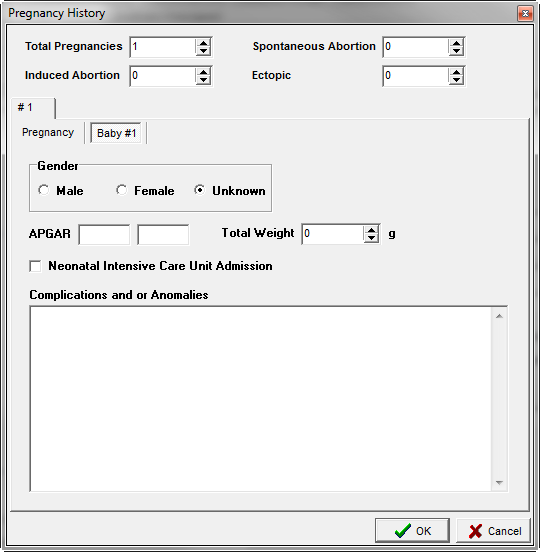 Pregnancy History
Total Pregnancies 1 Spontaneous Abortion 0
Induced Abortion 0 Ectopic 0
# 1
Pregnancy Baby #1
Gender
Male Female Unknown
APGAR Total Weight 0 g
Neonatal Intensive Care Unit Admission
Complications and or Anomalies
OK Cancel